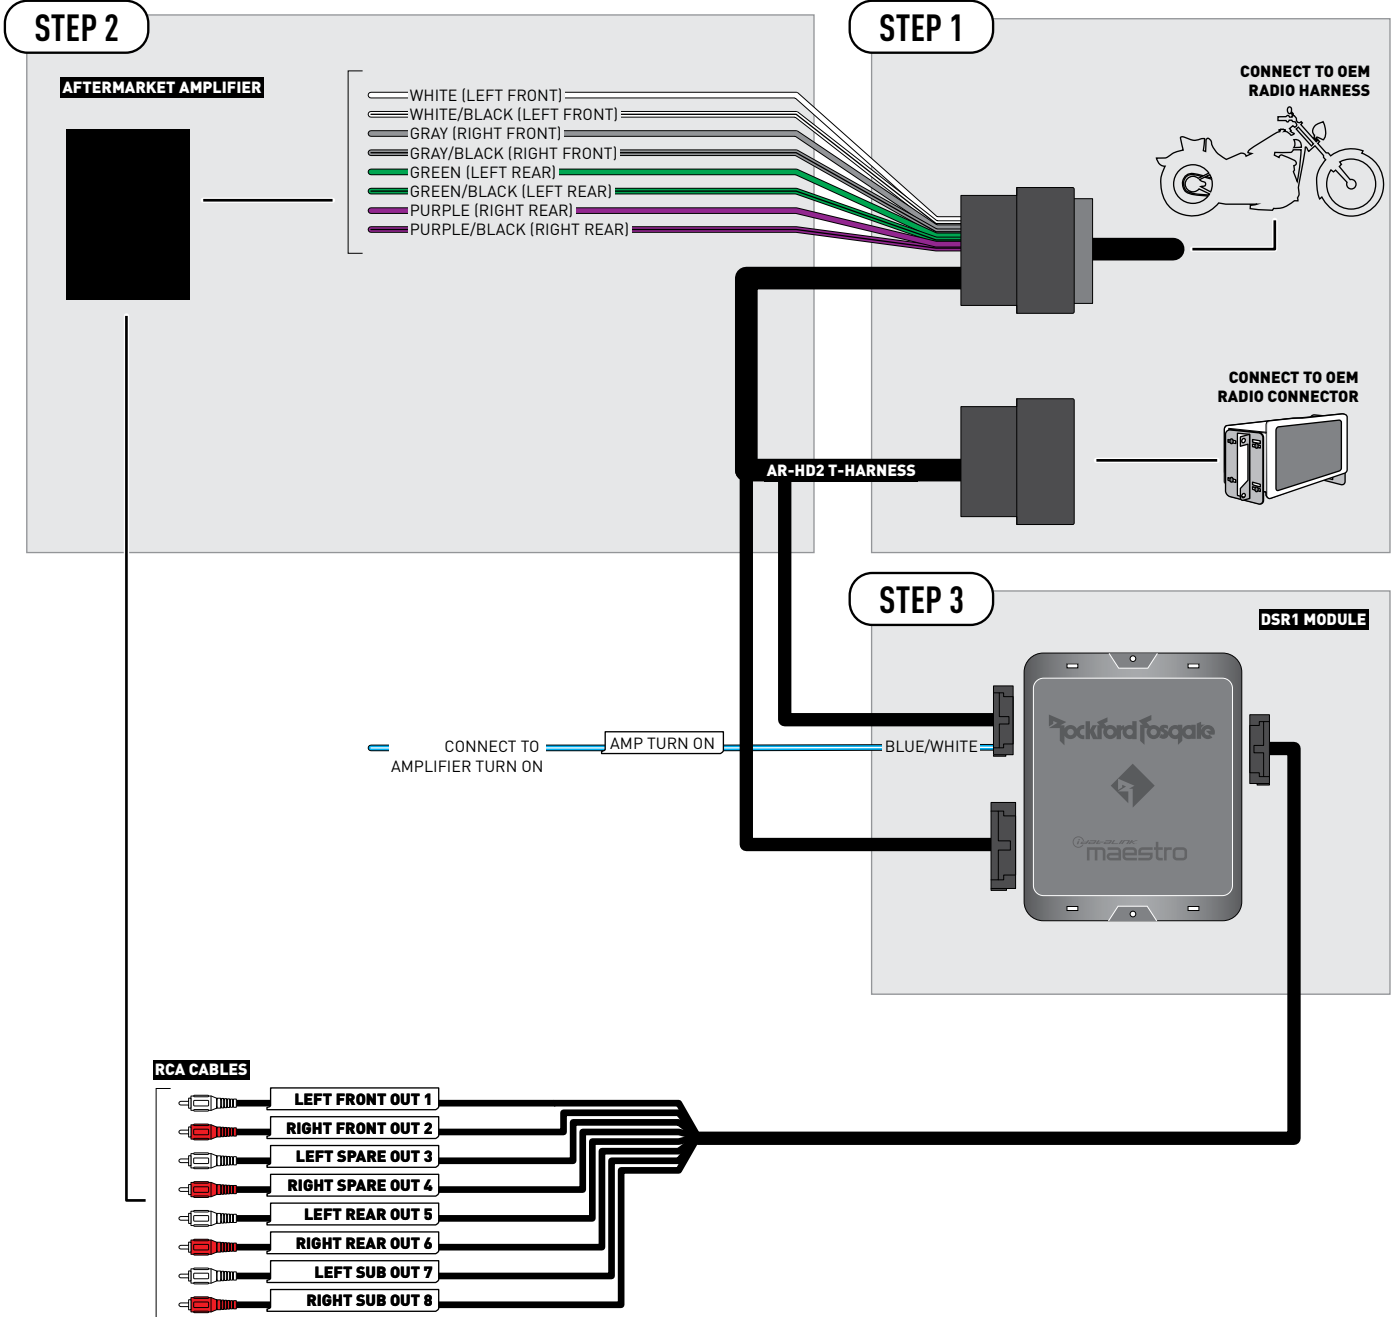 STEP 2
STEP 1
AFTERMARKET AMPLIFIER
WHITE (LEFT FRONT)
WHITE/BLACK (LEFT FRONT)
GRAY (RIGHT FRONT)
GRAY/BLACK (RIGHT FRONT)
GREEN (LEFT REAR)
GREEN/BLACK (LEFT REAR)
PURPLE (RIGHT REAR)
PURPLE/BLACK (RIGHT REAR)
CONNECT TO OEM
RADIO HARNESS
CONNECT TO OEM
RADIO CONNECTOR
AR-HD2 T-HARNESS
STEP 3
DSR1 MODULE
Rockford Fosgate
iDatalink
maestro
CONNECT TO
AMPLIFIER TURN ON
AMP TURN ON
BLUE/WHITE
RCA CABLES
LEFT FRONT OUT 1
RIGHT FRONT OUT 2
LEFT SPARE OUT 3
RIGHT SPARE OUT 4
LEFT REAR OUT 5
RIGHT REAR OUT 6
LEFT SUB OUT 7
RIGHT SUB OUT 8